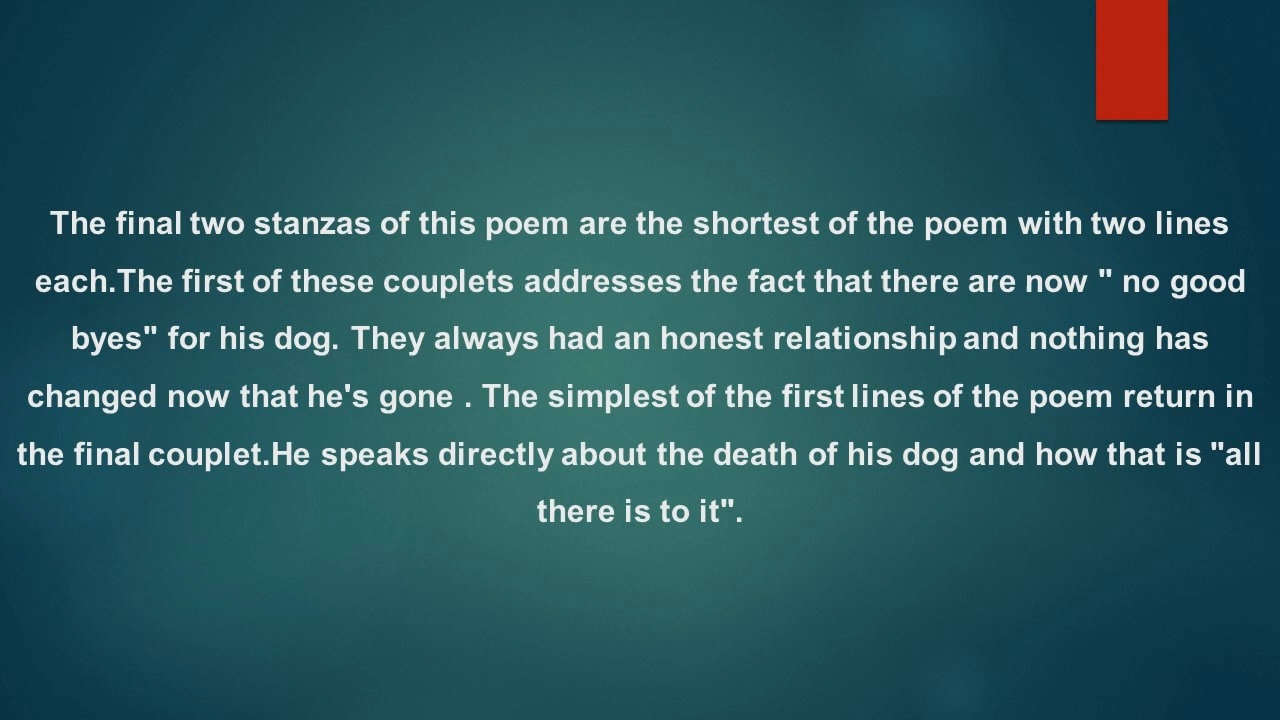 The final two stanzas of this poem are the shortest of the poem with two lines
each.The first of these couplets addresses the fact that there are now " no good
byes" for his dog. They always had an honest relationship and nothing has
changed now that he's gone . The simplest of the first lines of the poem return in
the final couplet.He speaks directly about the death of his dog and how that is "all
there is to it".